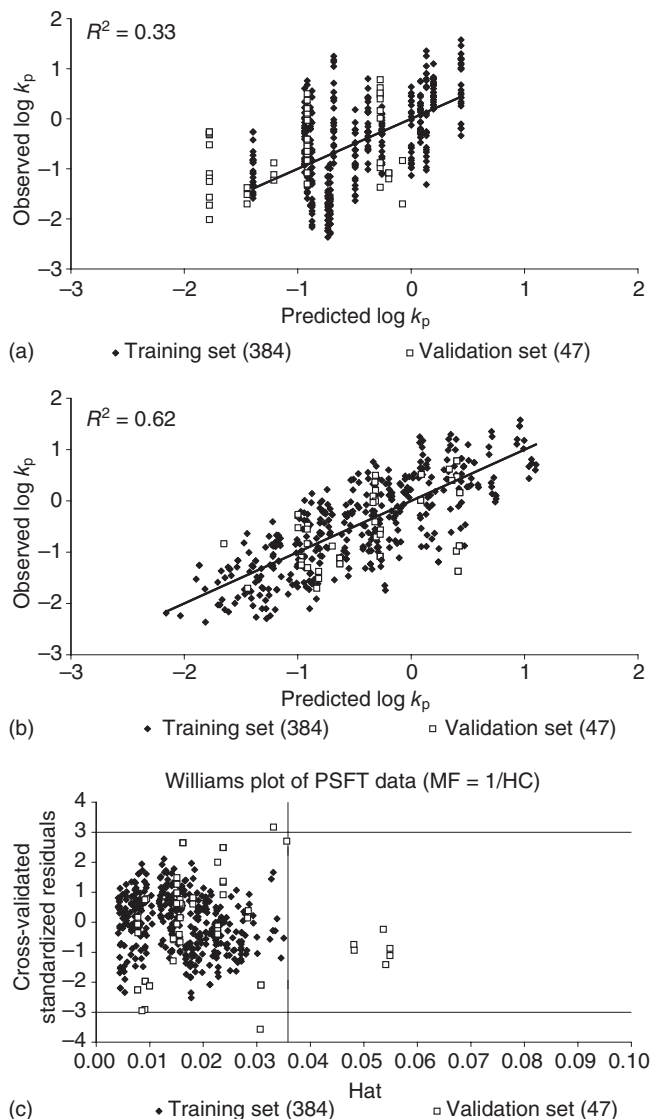 R² = 0.33
2
1
0
−1
−2
−3
Observed log kp
−3
−2
−1
0
1
2
Predicted log kp
(a)
Training set (384)
Validation set (47)
R² = 0.62
2
1
0
−1
−2
−3
Observed log kp
−3
−2
−1
0
1
2
Predicted log kp
(b)
Training set (384)
Validation set (47)
Williams plot of PSFT data (MF = 1/HC)
4
3
2
1
0
−1
−2
−3
−4
Cross-validated
standardized residuals
0.00 0.01 0.02 0.03 0.04 0.05 0.06 0.07 0.08 0.09 0.10
Hat
(c)
Training set (384)
Validation set (47)